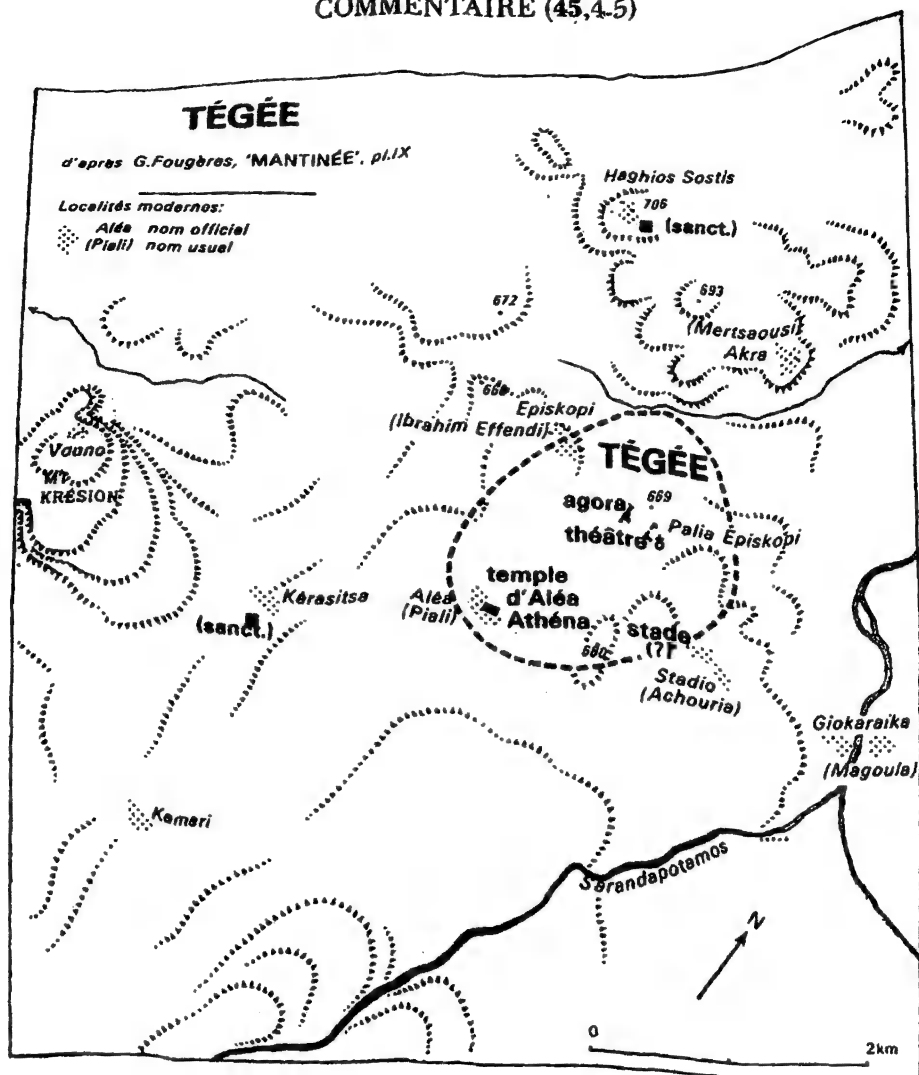 COMMENTAIRE (45,4-5)
TÉGÉE
d'après G.Fougères, 'MANTINÉE', pl.IX
Localités modernes:
Aléa nom officiel
(Piali) nom usuel
Haghios Sostis
706
(sanct.)
672
693
(Mertsaousi)
Akra
Episkopi
(Ibrahim Effendi)
Vouno
Mt
KRÉSION
TÉGÉE
agora
669
théâtre
Palia Episkopi
Kérasitsa
(sanct.)
Aléa
(Piali)
temple
d'Aléa
Athéna
680
stade
(?)
Stadio
(Achouria)
Giokaraïka
(Magoula)
Kamari
Sarandapotamos
N
0
2km